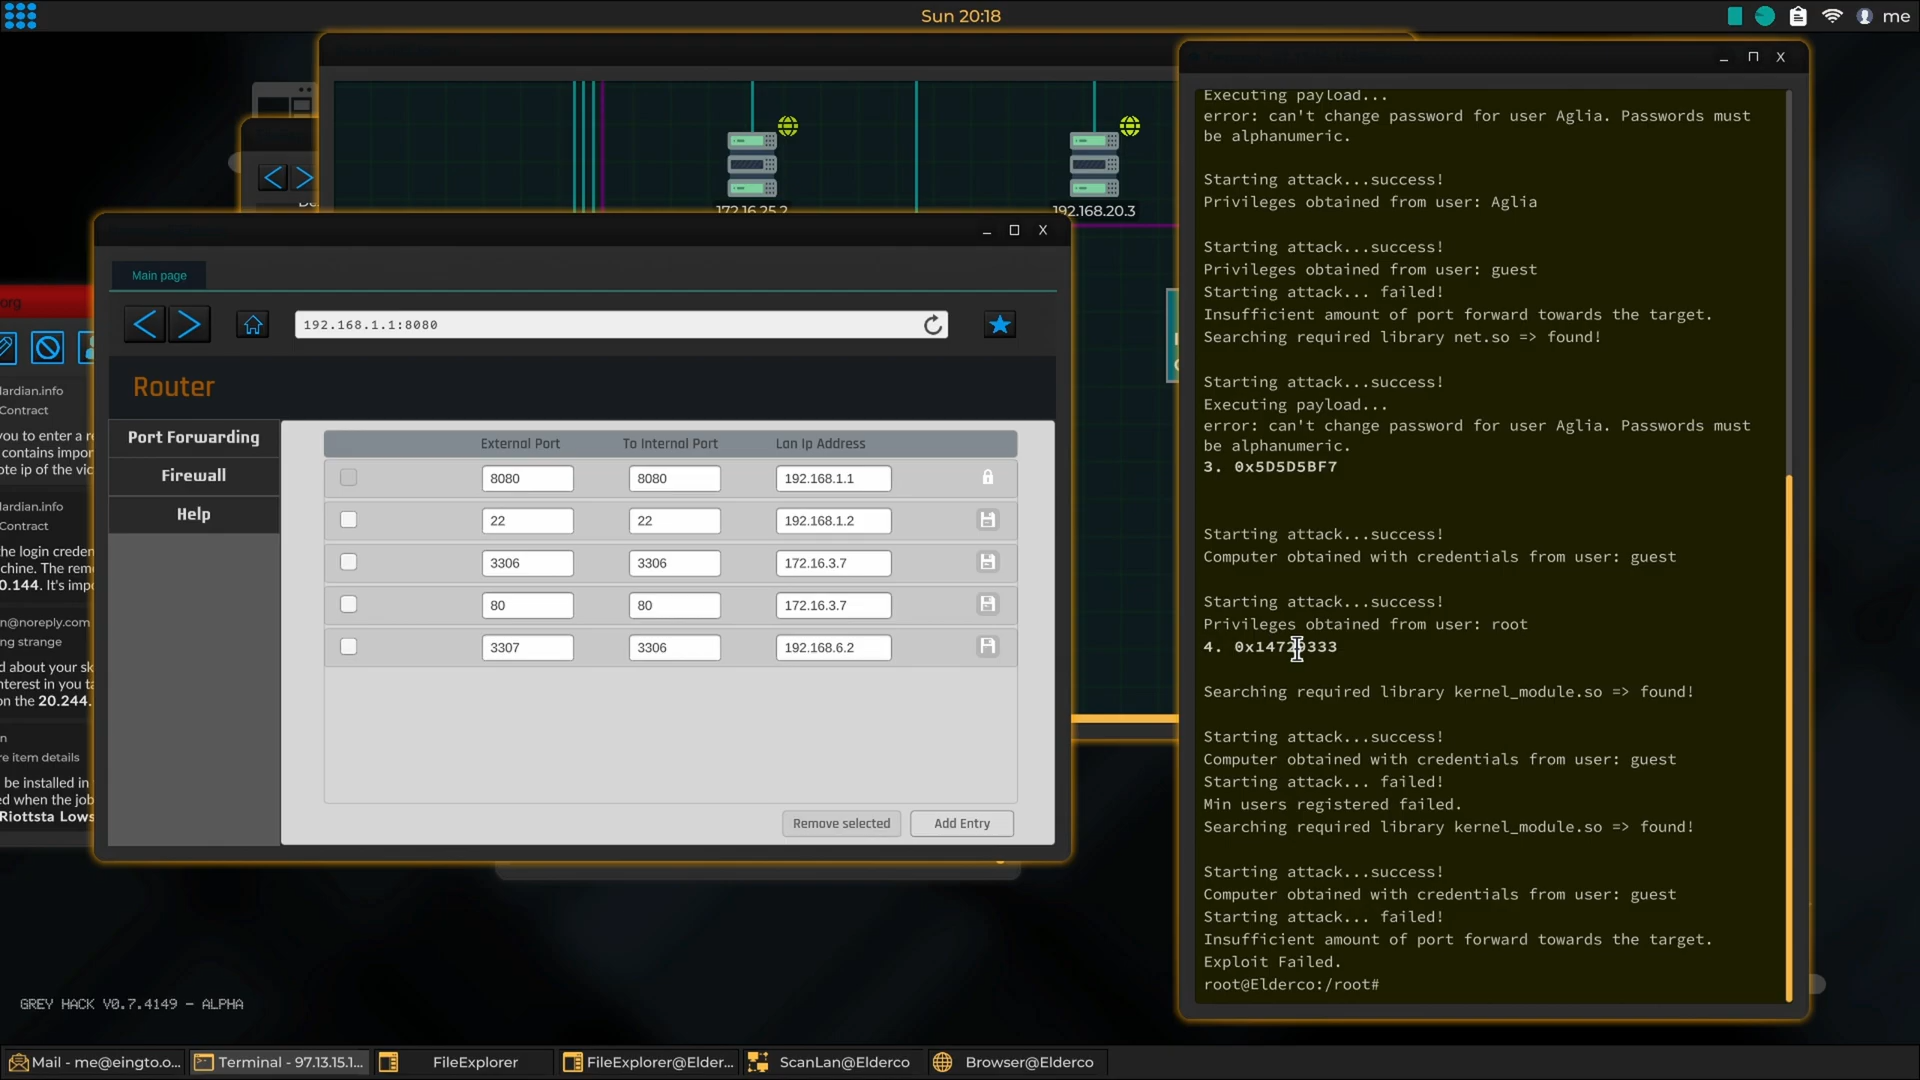 Sun 20:18
me
172.16.25.2
192.168.20.3
Main page
192.168.1.1:8080
Router
Port Forwarding
Firewall
Help
External Port
To Internal Port
Lan Ip Address
8080
8080
192.168.1.1
22
22
192.168.1.2
3306
3306
172.16.3.7
80
80
172.16.3.7
3307
3306
192.168.6.2
Remove selected
Add Entry
org
lardian.info
Contract
you to enter a re
contains impor
ote ip of the vic
lardian.info
Contract
the login creden
chine. The rem
0.144. It's impo
n@noreply.com
ng strange
d about your sk
nterest in you ta
on the 20.244.
n
re item details
be installed in
ed when the job
Riottsta Lows
Executing payload...
error: can't change password for user Aglia. Passwords must
be alphanumeric.
Starting attack...success!
Privileges obtained from user: Aglia
Starting attack...success!
Privileges obtained from user: guest
Starting attack... failed!
Insufficient amount of port forward towards the target.
Searching required library net.so => found!
Starting attack...success!
Executing payload...
error: can't change password for user Aglia. Passwords must
be alphanumeric.
3. 0x5D5D5BF7
Starting attack...success!
Computer obtained with credentials from user: guest
Starting attack...success!
Privileges obtained from user: root
4.
Searching required library kernel_module.so => found!
Starting attack...success!
Computer obtained with credentials from user: guest
Starting attack... failed!
Min users registered failed.
Searching required library kernel_module.so => found!
Starting attack...success!
Computer obtained with credentials from user: guest
Starting attack... failed!
Insufficient amount of port forward towards the target.
Exploit Failed.
root@Elderco:/root#
GREY HACK V0.7.4149 - ALPHA
Mail - me@eingto.o...
Terminal - 97.13.15.1...
FileExplorer
FileExplorer@Elder...
ScanLan@Elderco
Browser@Elderco